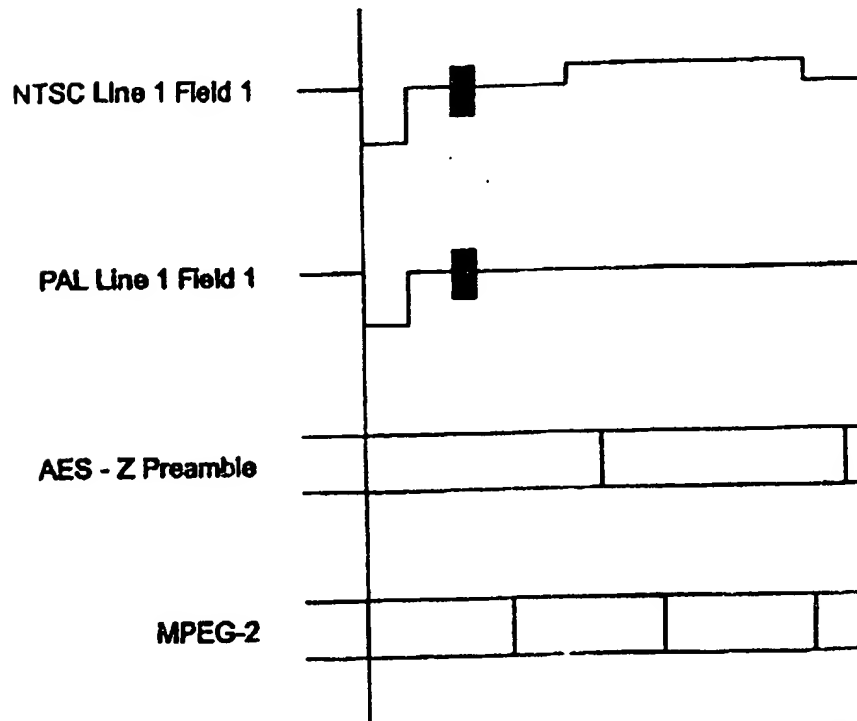 NTSC Line 1 Field 1
PAL Line 1 Field 1
AES - Z Preamble
MPEG-2